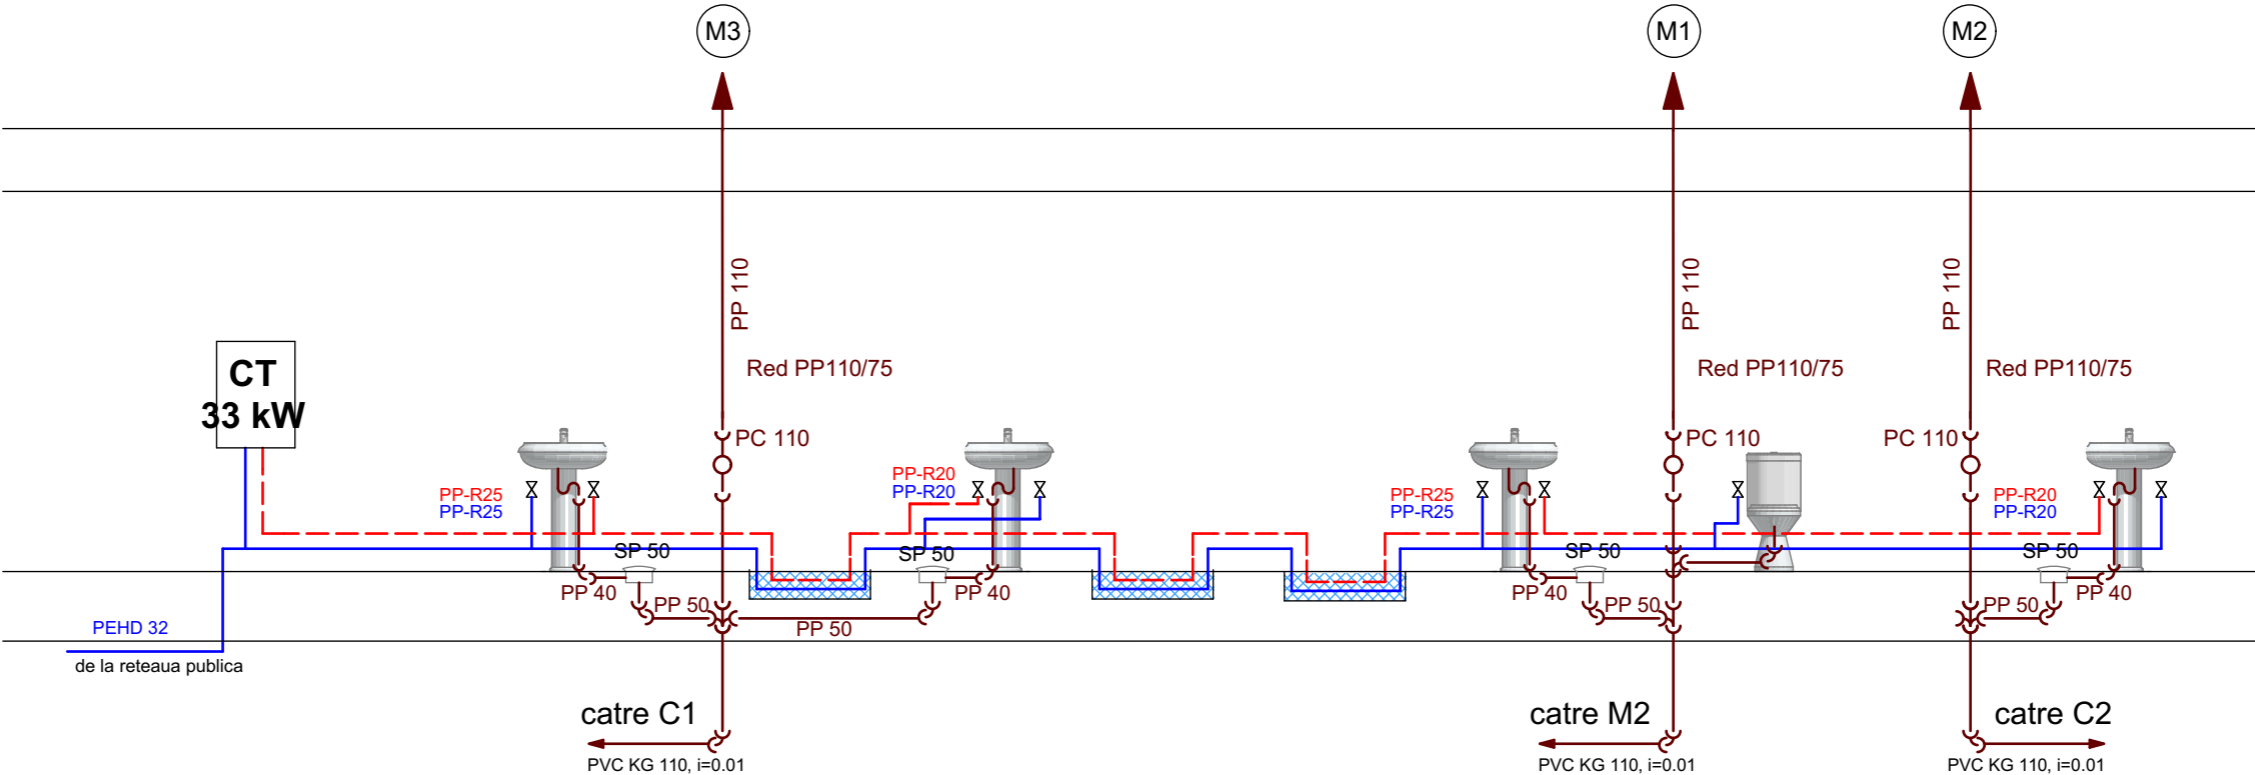 M3
M1
M2
PP 110
PP 110
PP 110
CT
33 kW
Red PP110/75
Red PP110/75
Red PP110/75
PC 110
PC 110
PC 110
PP-R25
PP-R25
PP-R20
PP-R20
PP-R25
PP-R25
PP-R20
PP-R20
SP 50
SP 50
SP 50
SP 50
PP 40
PP 40
PP 40
PP 40
PP 50
PP 50
PP 50
PP 50
PEHD 32
de la reteaua publica
catre C1
catre M2
catre C2
PVC KG 110, i=0.01
PVC KG 110, i=0.01
PVC KG 110, i=0.01